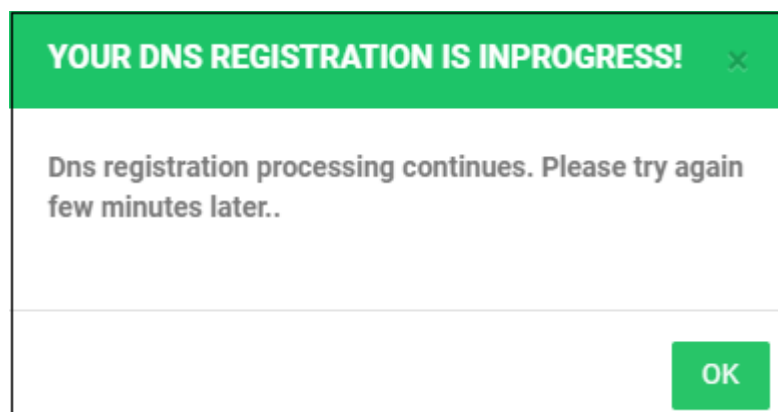 YOUR DNS REGISTRATION IS INPROGRESS! ×
Dns registration processing continues. Please try again
few minutes later..
OK